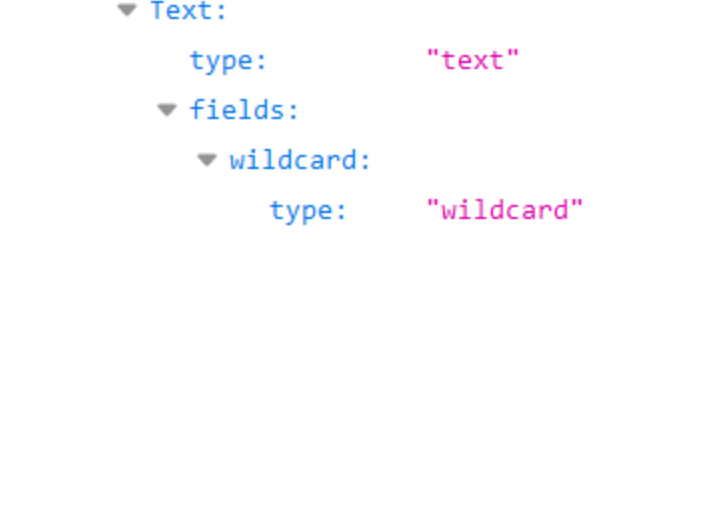 Text:
type: "text"
fields:
wildcard:
type: "wildcard"